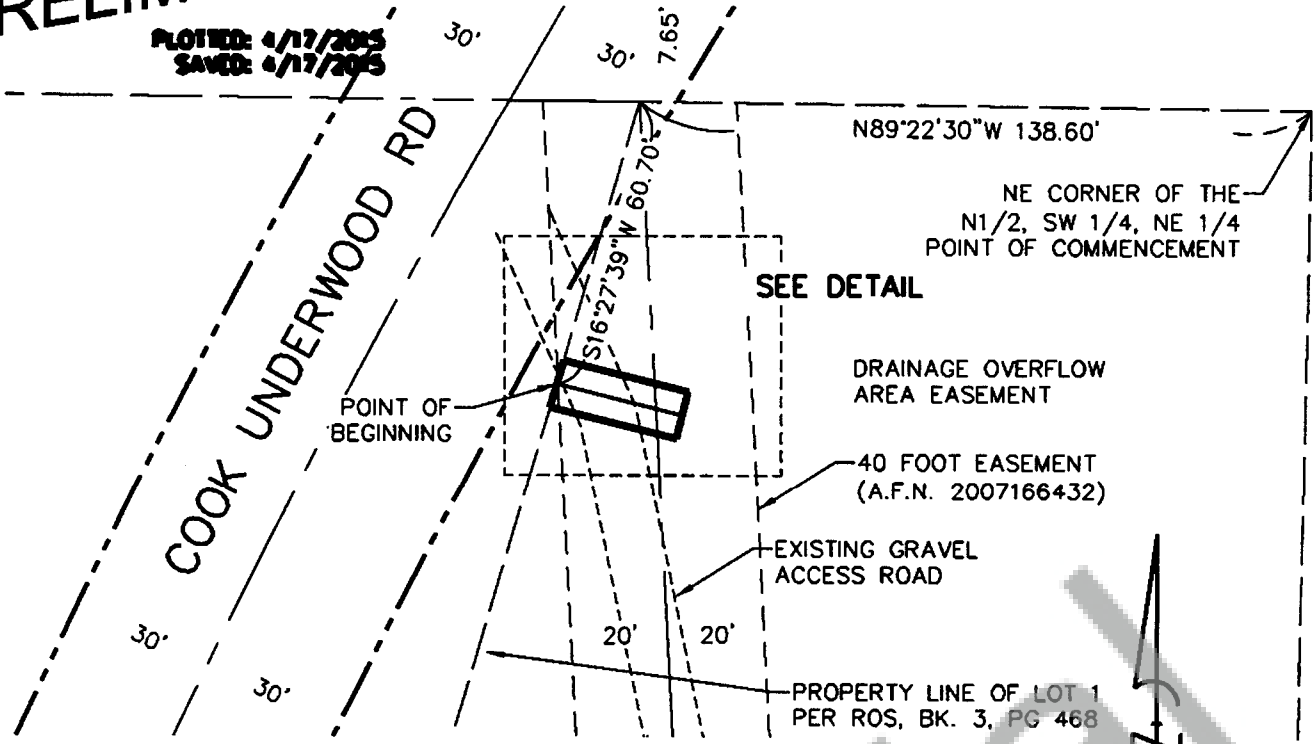 PLOTTED: 4/17/2015
SAVED: 4/17/2015
30'
30'
7.65'
N89°22'30"W 138.60'
NE CORNER OF THE
N1/2, SW 1/4, NE 1/4
POINT OF COMMENCEMENT
COOK UNDERWOOD RD
S16°27'39"W 60.70'
SEE DETAIL
DRAINAGE OVERFLOW
AREA EASEMENT
POINT OF
BEGINNING
40 FOOT EASEMENT
(A.F.N. 2007166432)
EXISTING GRAVEL
ACCESS ROAD
30'
30'
20'
20'
PROPERTY LINE OF LOT 1
PER ROS, BK. 3, PG 468